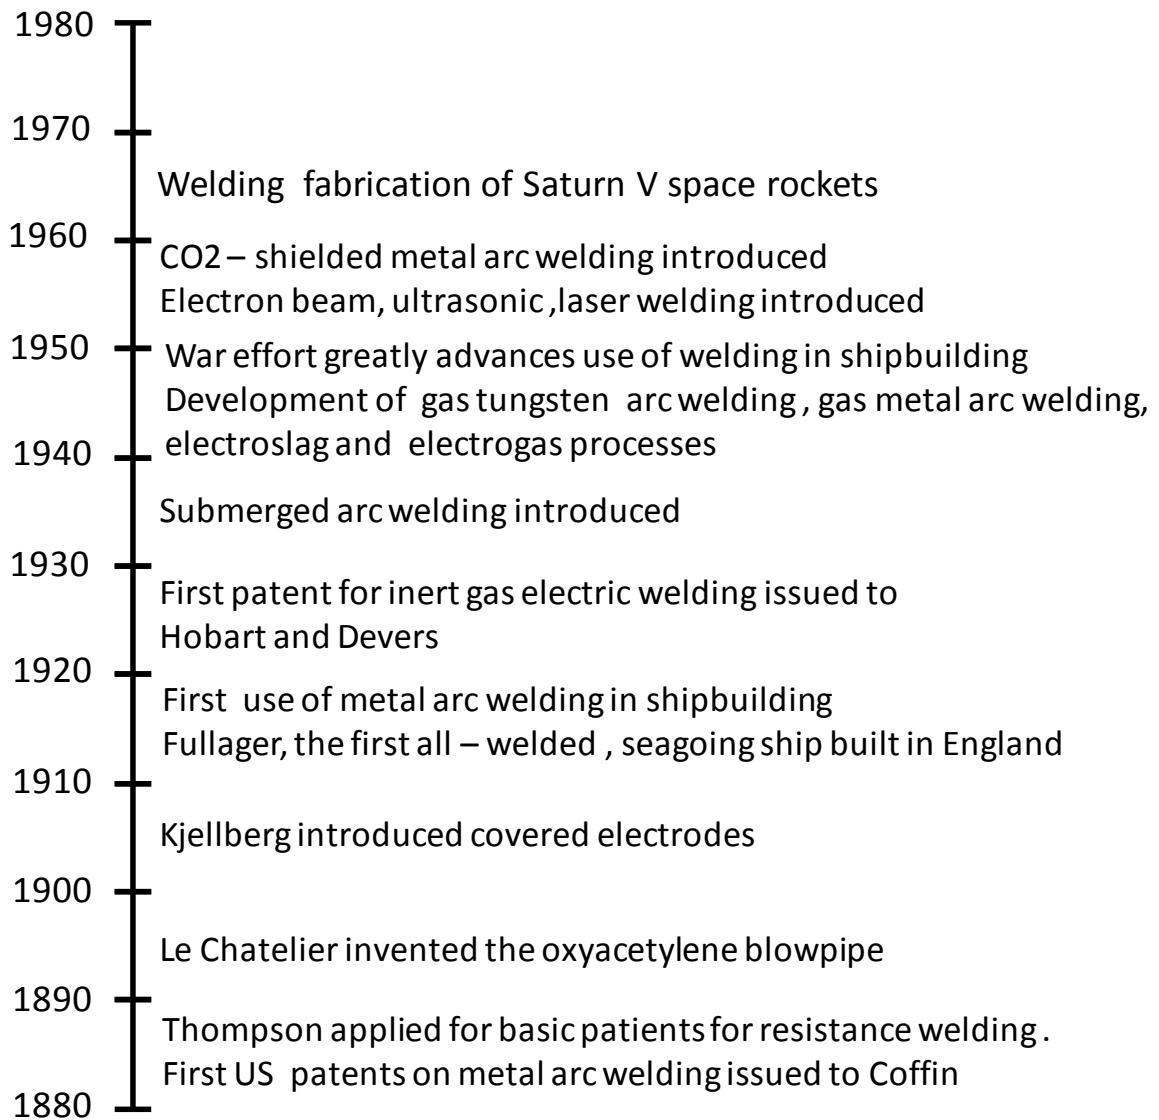 1980
1970
Welding fabrication of Saturn V space rockets
1960
CO2 – shielded metal arc welding introduced
Electron beam, ultrasonic ,laser welding introduced
1950
War effort greatly advances use of welding in shipbuilding
Development of gas tungsten arc welding , gas metal arc welding,
electroslag and electrogas processes
1940
Submerged arc welding introduced
1930
First patent for inert gas electric welding issued to
Hobart and Devers
1920
First use of metal arc welding in shipbuilding
Fullager, the first all – welded , seagoing ship built in England
1910
Kjellberg introduced covered electrodes
1900
Le Chatelier invented the oxyacetylene blowpipe
1890
Thompson applied for basic patients for resistance welding .
First US patents on metal arc welding issued to Coffin
1880